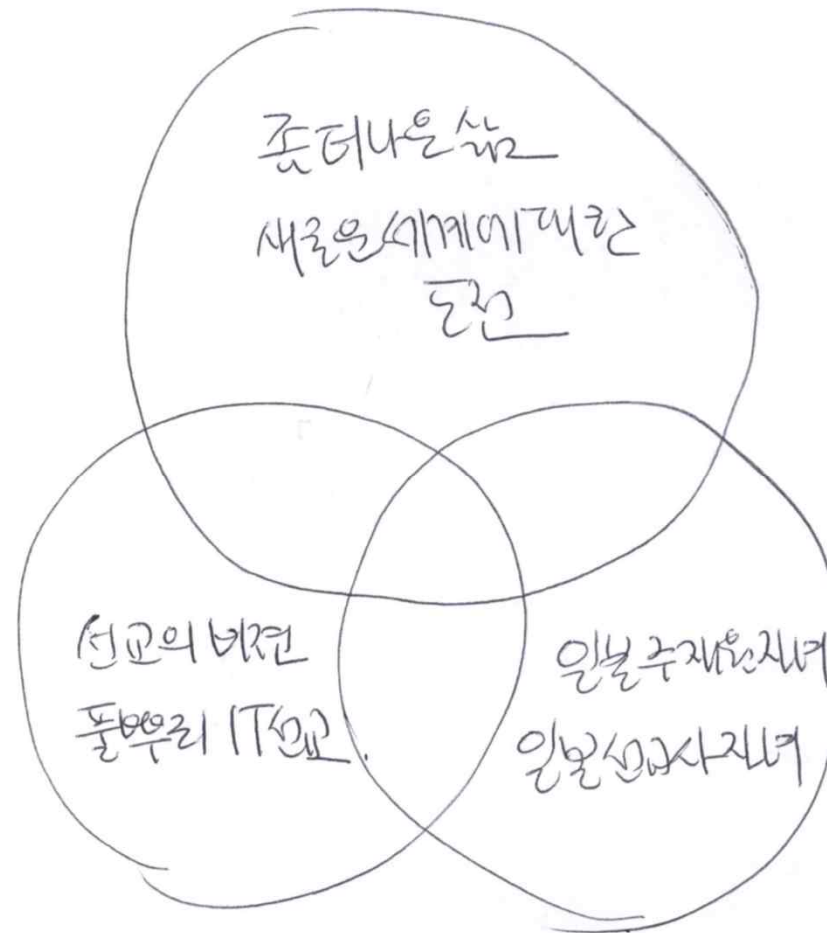 좀더나은삶
새로운세계에대한
도전
선교의 비젼
풀뿌리 IT선교.
일본주재원자녀
일본선교사자녀